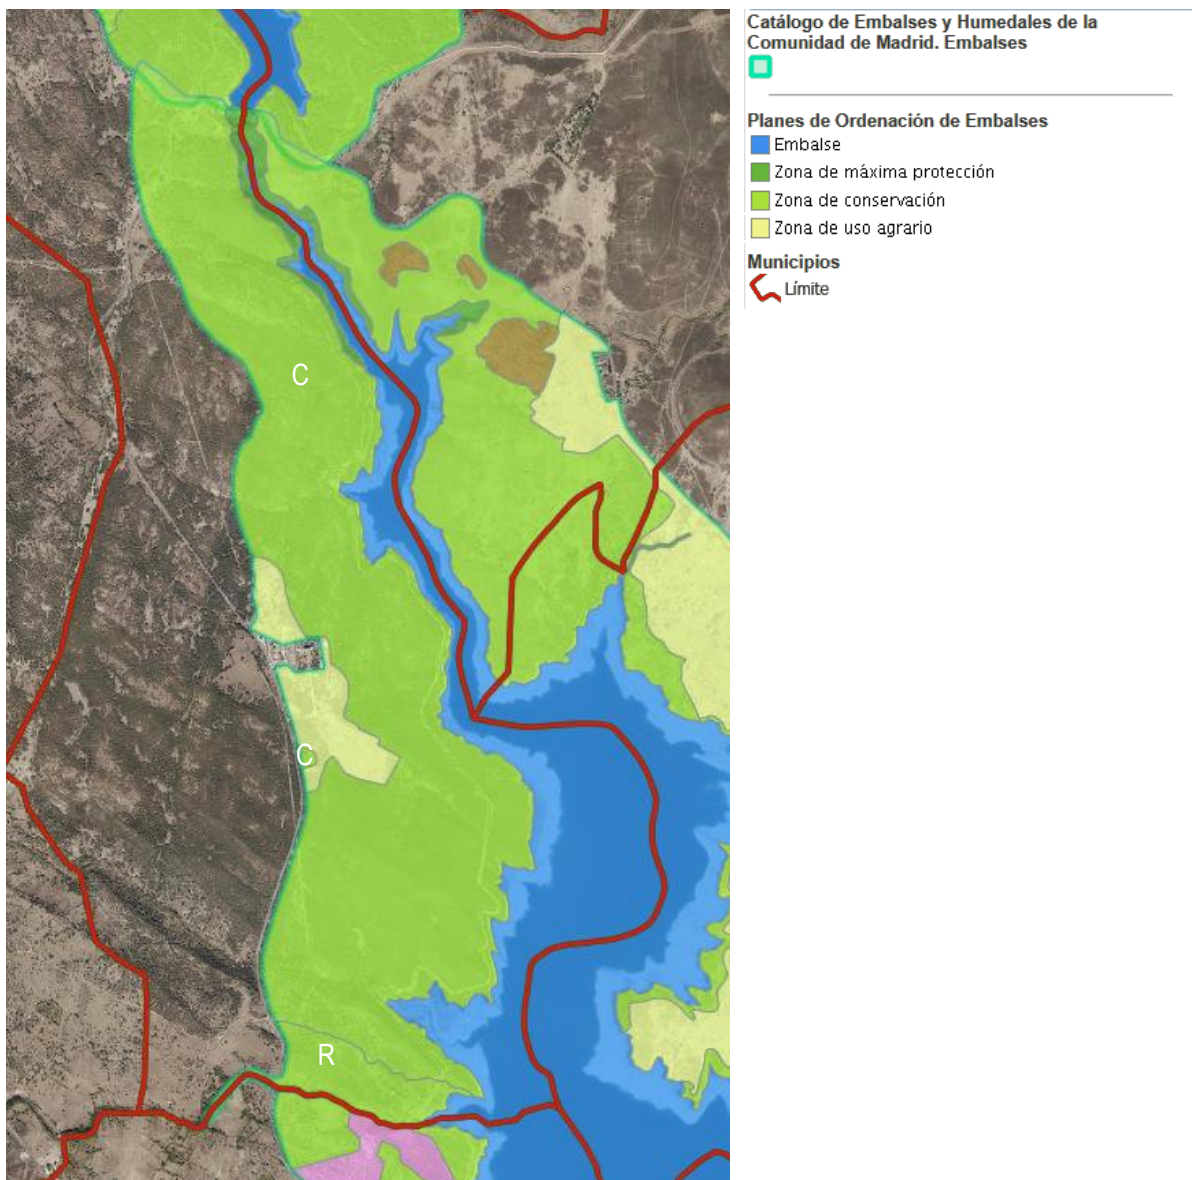 Catálogo de Embalses y Humedales de la
Comunidad de Madrid. Embalses
Planes de Ordenación de Embalses
Embalse
Zona de máxima protección
Zona de conservación
Zona de uso agrario
Municipios
Límite
C
C
R